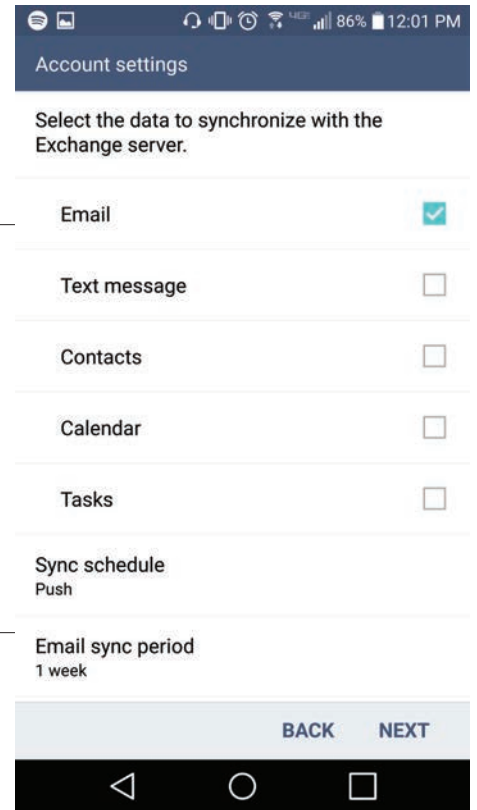 86% 12:01 PM
Account settings
Select the data to synchronize with the
Exchange server.
Email
Text message
Contacts
Calendar
Tasks
Sync schedule
Push
Email sync period
1 week
BACK NEXT